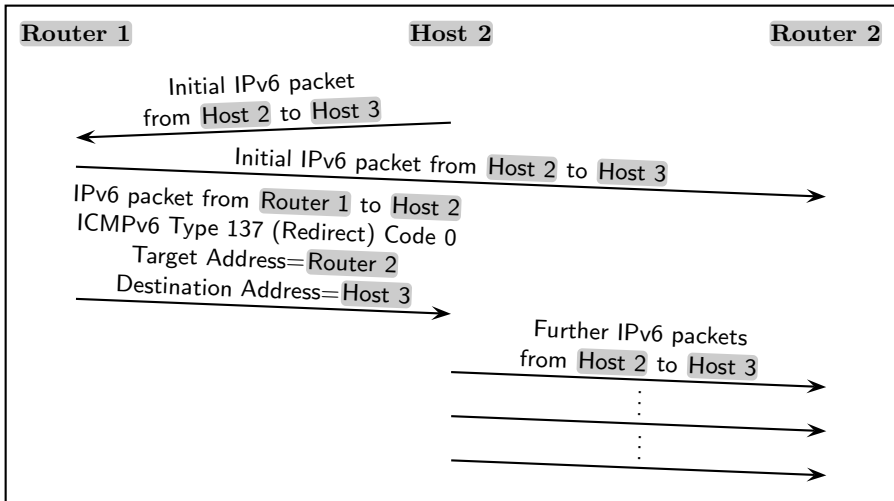 Router 1 Host 2 Router 2
Initial IPv6 packet
from Host 2 to Host 3
Initial IPv6 packet from Host 2 to Host 3
IPv6 packet from Router 1 to Host 2
ICMPv6 Type 137 (Redirect) Code 0
Target Address=Router 2
Destination Address=Host 3
Further IPv6 packets
from Host 2 to Host 3